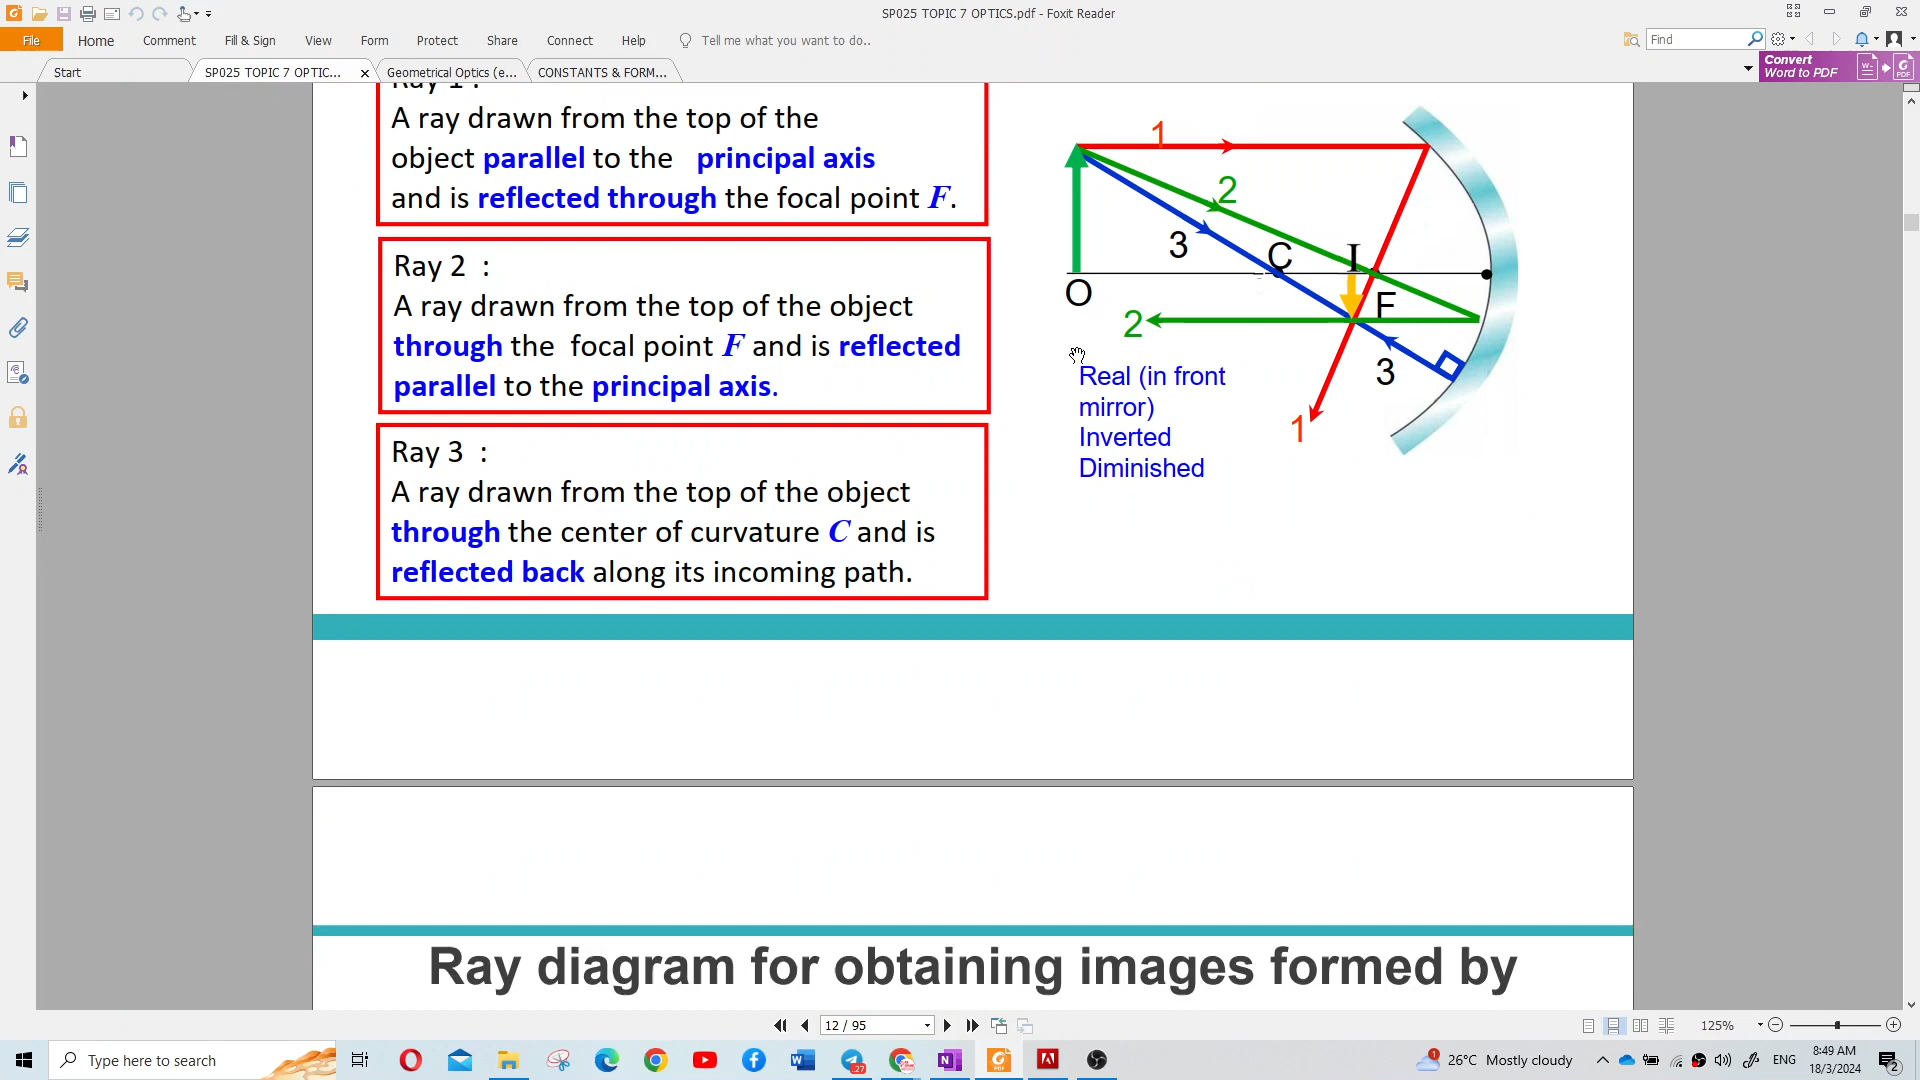 SP025 TOPIC 7 OPTICS.pdf - Foxit Reader
File Home Comment Fill & Sign View Form Protect Share Connect Help Tell me what you want to do.. Find
Start SP025 TOPIC 7 OPTIC... Geometrical Optics (e... CONSTANTS & FORM...
Convert
Word to PDF
Ray 1 :
A ray drawn from the top of the
object parallel to the principal axis
and is reflected through the focal point F.
Ray 2 :
A ray drawn from the top of the object
through the focal point F and is reflected
parallel to the principal axis.
Ray 3 :
A ray drawn from the top of the object
through the center of curvature C and is
reflected back along its incoming path.
1
2
3
C
I
O
F
2
3
1
Real (in front
mirror)
Inverted
Diminished
Ray diagram for obtaining images formed by
12 / 95
125%
Type here to search
26°C Mostly cloudy
ENG
8:49 AM
18/3/2024